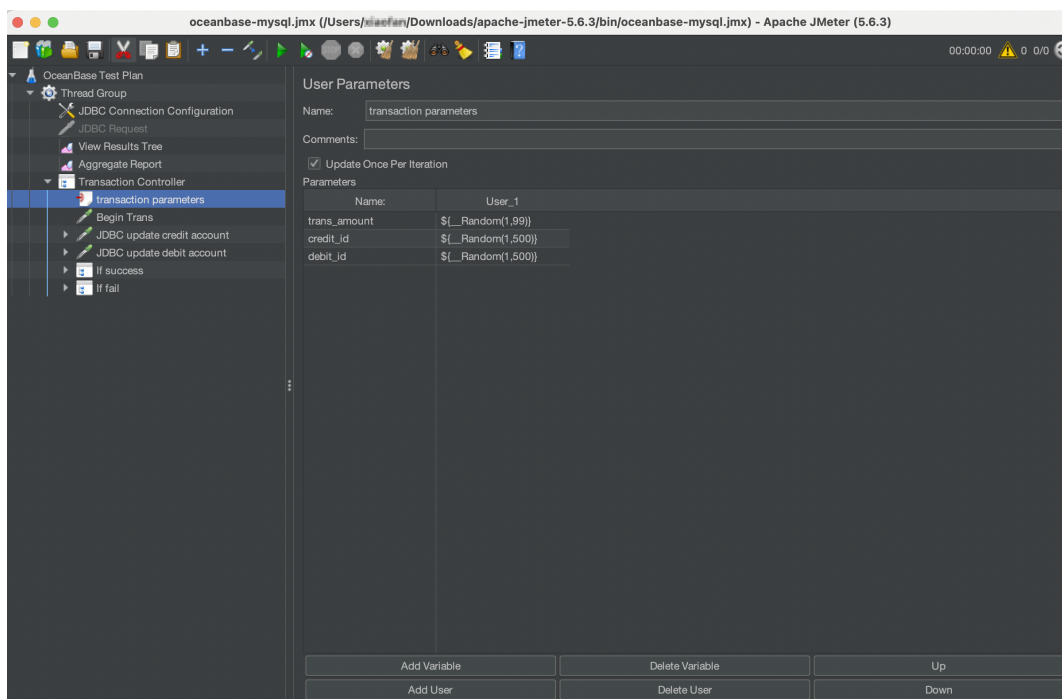 oceanbase-mysql.jmx (/Users//Downloads/apache-jmeter-5.6.3/bin/oceanbase-mysql.jmx) - Apache JMeter (5.6.3)
00:00:00 0 0/0
OceanBase Test Plan
Thread Group
JDBC Connection Configuration
JDBC Request
View Results Tree
Aggregate Report
Transaction Controller
transaction parameters
Begin Trans
JDBC update credit account
JDBC update debit account
If success
If fail
User Parameters
Name: transaction parameters
Comments:
Update Once Per Iteration
Parameters
Name: User_1
trans_amount ${__Random(1,99)}
credit_id ${__Random(1,500)}
debit_id ${__Random(1,500)}
Add Variable Delete Variable Up
Add User Delete User Down